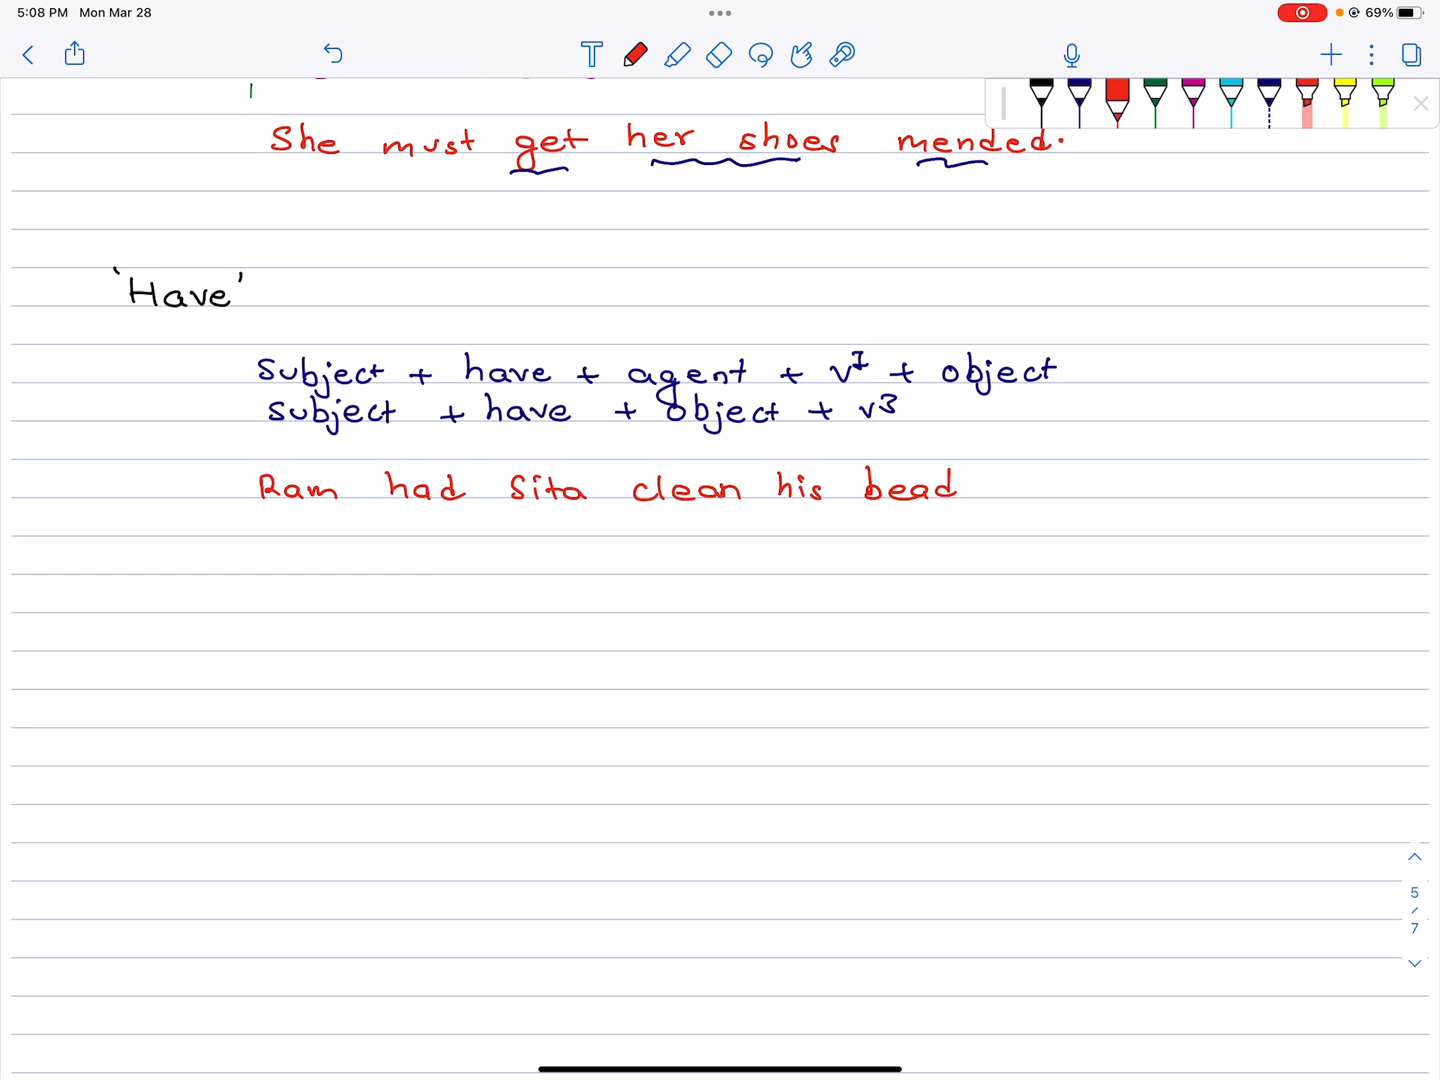 5:08 PM Mon Mar 28
69%
She must get her shoes mended.
'Have'
Subject + have + agent + v1 + object
subject + have + object + v3
Ram had Sita clean his bead
5
/
7